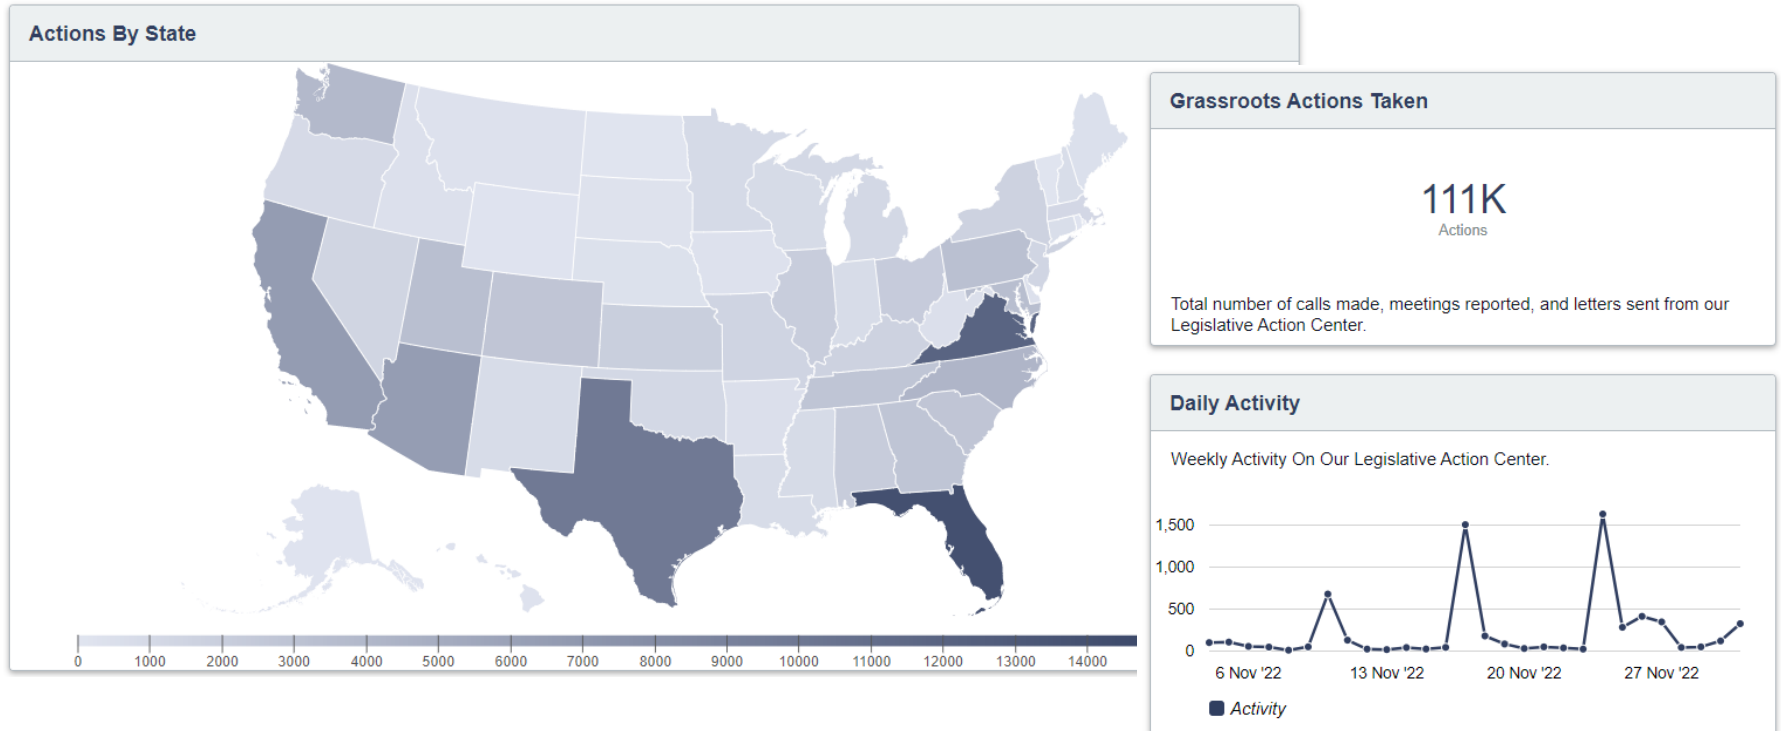 Actions By State
0 1000 2000 3000 4000 5000 6000 7000 8000 9000 10000 11000 12000 13000 14000
Grassroots Actions Taken
111K
Actions
Total number of calls made, meetings reported, and letters sent from our
Legislative Action Center.
Daily Activity
Weekly Activity On Our Legislative Action Center.
1,500
1,000
500
0
6 Nov '22 13 Nov '22 20 Nov '22 27 Nov '22
Activity